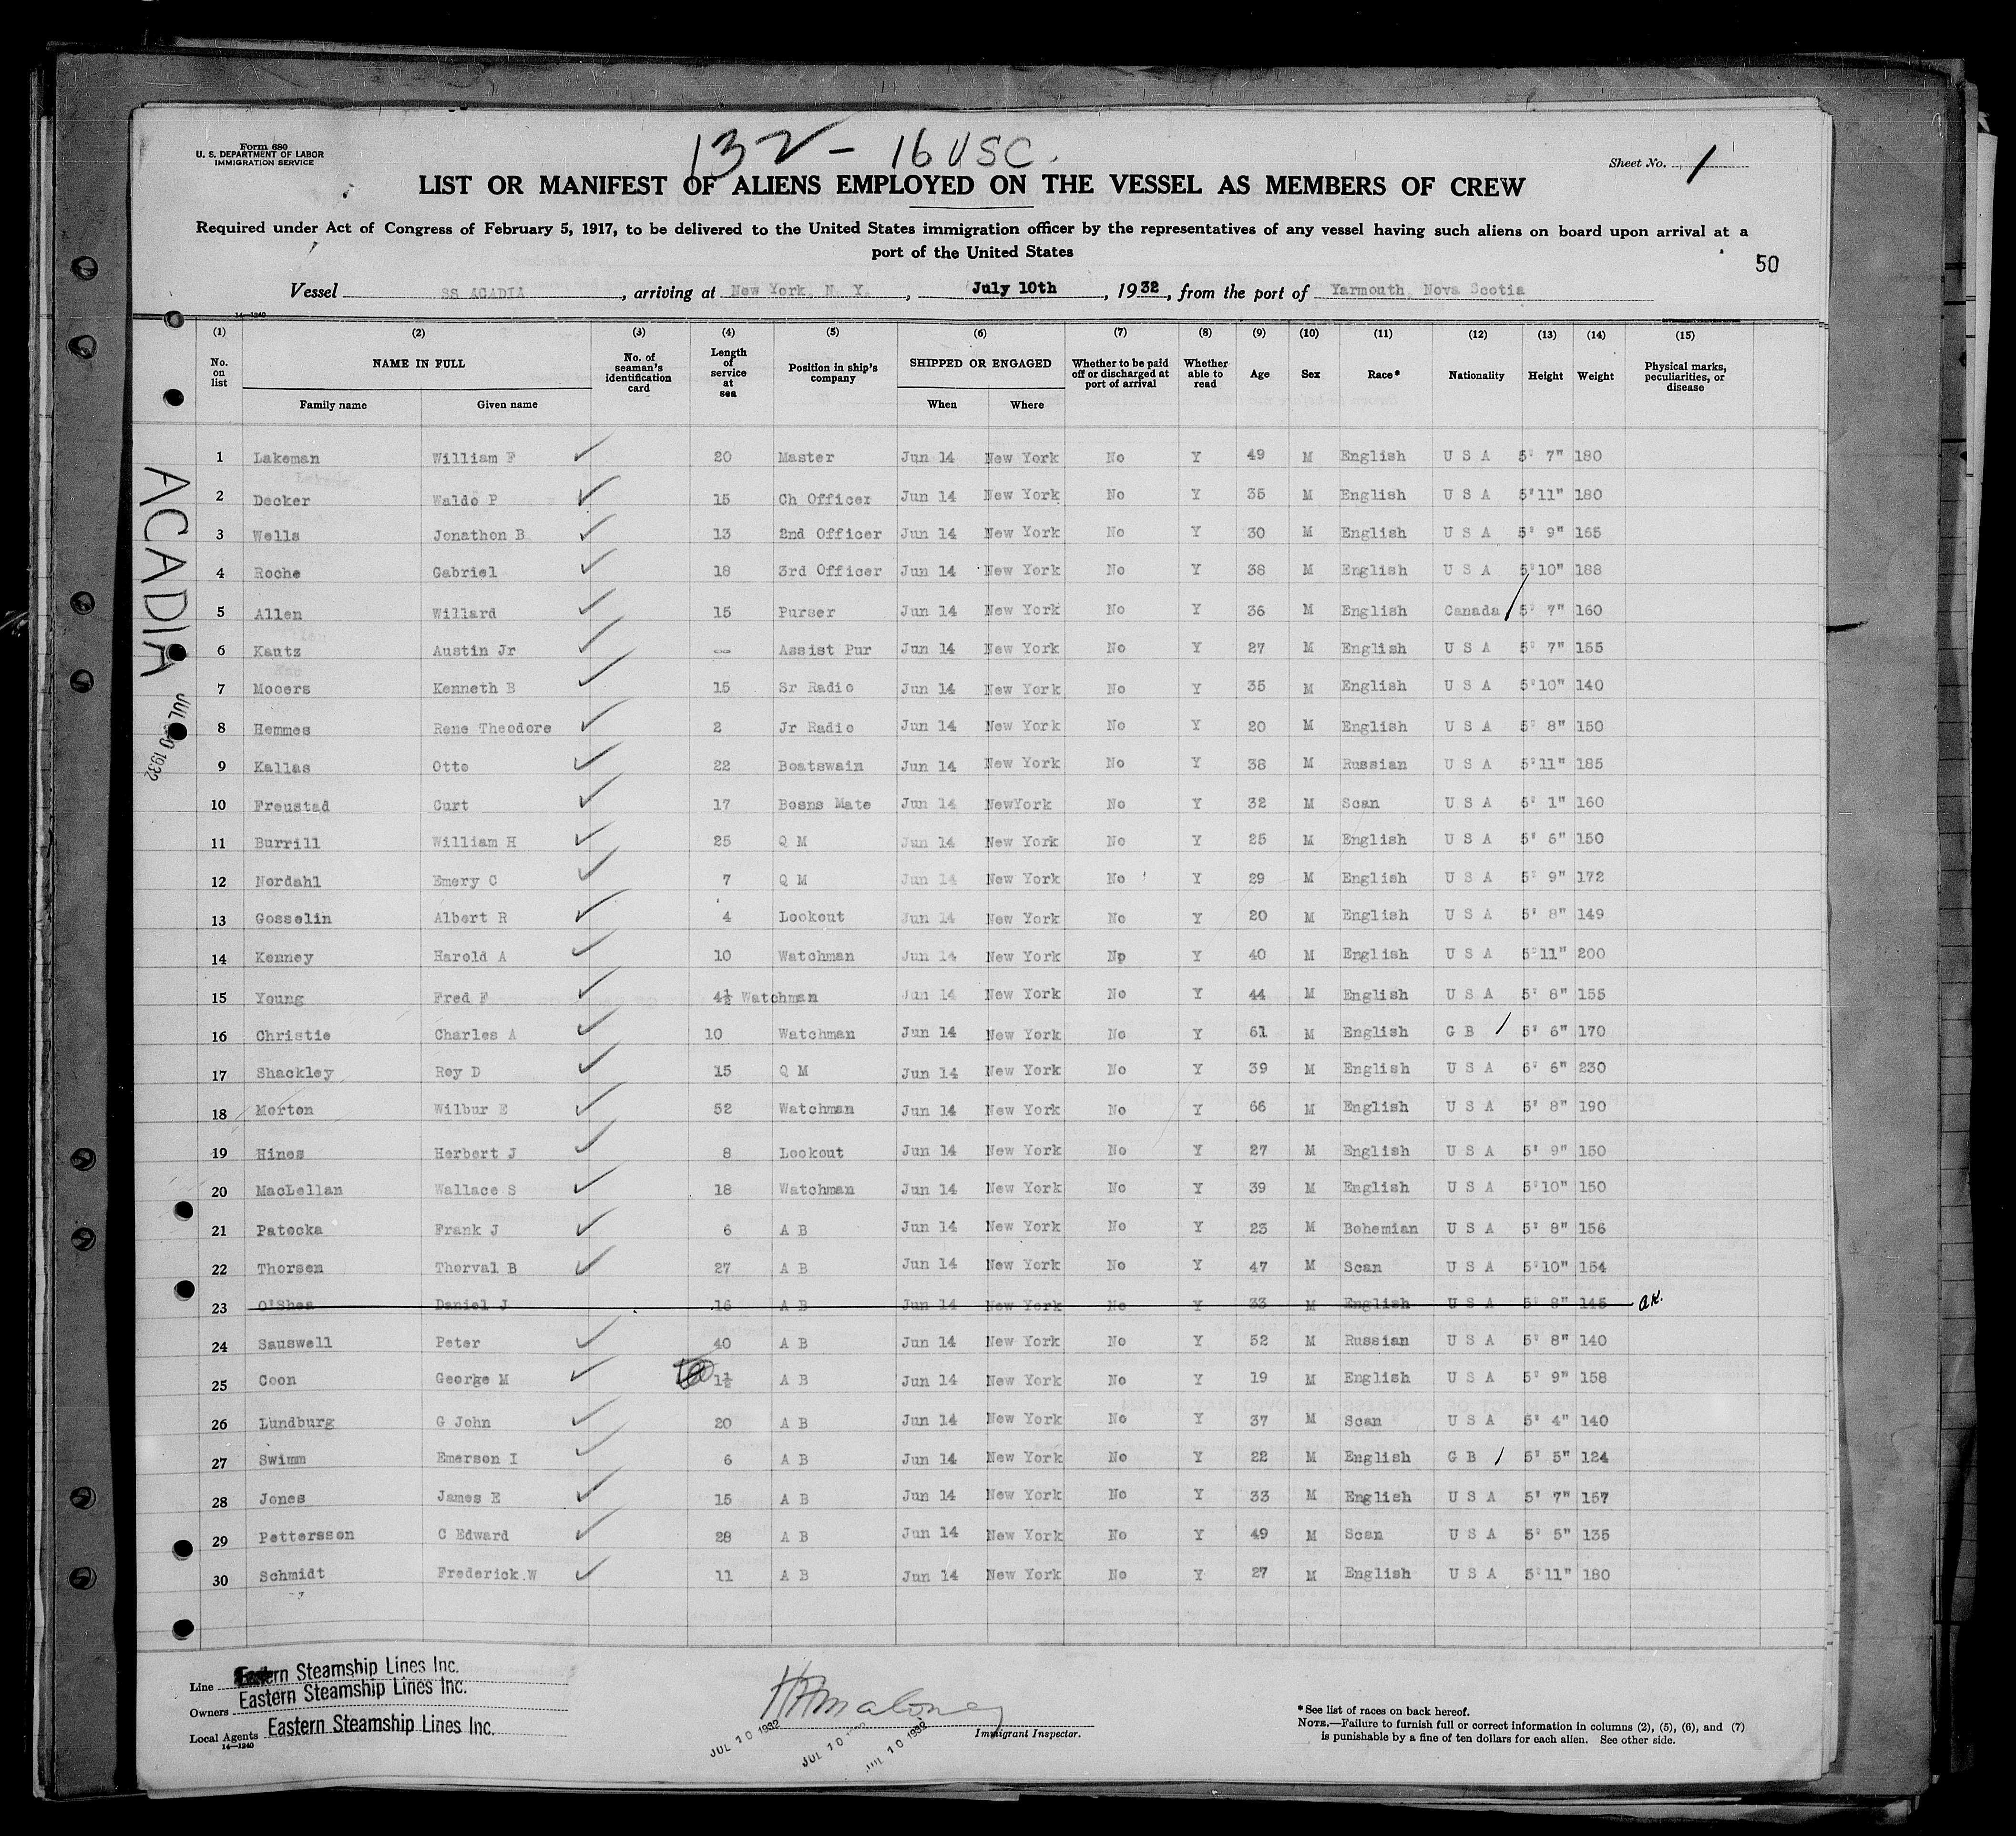 Form 680
U. S. DEPARTMENT OF LABOR
IMMIGRATION SERVICE
132 - 16 USC.
Sheet No. 1
LIST OR MANIFEST OF ALIENS EMPLOYED ON THE VESSEL AS MEMBERS OF CREW
Required under Act of Congress of February 5, 1917, to be delivered to the United States immigration officer by the representatives of any vessel having such aliens on board upon arrival at a
port of the United States
50
Vessel SS ACADIA, arriving at New York, N. Y., July 10th, 1932, from the port of Yarmouth, Nova Scotia
14—1240
(1) (2) (3) (4) (5) (6) (7) (8) (9) (10) (11) (12) (13) (14) (15)
No. on list NAME IN FULL Family name Given name No. of seaman's identification card Length of service at sea Position in ship's company SHIPPED OR ENGAGED When Where Whether to be paid off or discharged at port of arrival Whether able to read Age Sex Race* Nationality Height Weight Physical marks, peculiarities, or disease
ACADIA
JUL 10 1932
1 Lakeman William F 20 Master Jun 14 New York No Y 49 M English U S A 5' 7" 180
2 Decker Waldo P 15 Ch Officer Jun 14 New York No Y 35 M English U S A 5'11" 180
3 Wells Jonathon B 13 2nd Officer Jun 14 New York No Y 30 M English U S A 5' 9" 165
4 Roche Gabriel 18 3rd Officer Jun 14 New York No Y 38 M English U S A 5'10" 188
5 Allen Willard 15 Purser Jun 14 New York No Y 36 M English Canada 5' 7" 160
6 Kautz Austin Jr -- Assist Pur Jun 14 New York No Y 27 M English U S A 5' 7" 155
7 Mooers Kenneth B 15 Sr Radio Jun 14 New York No Y 35 M English U S A 5'10" 140
8 Hemmes Rene Theodore 2 Jr Radio Jun 14 New York No Y 20 M English U S A 5' 8" 150
9 Kallas Otto 22 Boatswain Jun 14 New York No Y 38 M Russian U S A 5'11" 185
10 Freustad Curt 17 Bosns Mate Jun 14 NewYork No Y 32 M Scan U S A 5' 1" 160
11 Burrill William H 25 Q M Jun 14 New York No Y 25 M English U S A 5' 6" 150
12 Nordahl Emery C 7 Q M Jun 14 New York No Y 29 M English U S A 5' 9" 172
13 Gosselin Albert R 4 Lookout Jun 14 New York No Y 20 M English U S A 5' 8" 149
14 Kenney Harold A 10 Watchman Jun 14 New York Np Y 40 M English U S A 5'11" 200
15 Young Fred F 4½ Watchman Jun 14 New York No Y 44 M English U S A 5' 8" 155
16 Christie Charles A 10 Watchman Jun 14 New York No Y 61 M English G B 5' 6" 170
17 Shackley Roy D 15 Q M Jun 14 New York No Y 39 M English U S A 6' 6" 230
18 Morton Wilbur E 52 Watchman Jun 14 New York No Y 66 M English U S A 5' 8" 190
19 Hines Herbert J 8 Lookout Jun 14 New York No Y 27 M English U S A 5' 9" 150
20 MacLellan Wallace S 18 Watchman Jun 14 New York No Y 39 M English U S A 5'10" 150
21 Patocka Frank J 6 A B Jun 14 New York No Y 23 M Bohemian U S A 5' 8" 156
22 Thorsen Thorval B 27 A B Jun 14 New York No Y 47 M Scan U S A 5'10" 154
23 O'Shea Daniel J 16 A B Jun 14 New York No Y 33 M English U S A 5' 8" 145 a.k.
24 Sauswell Peter 40 A B Jun 14 New York No Y 52 M Russian U S A 5' 8" 140
25 Coon George M 1½ A B Jun 14 New York No Y 19 M English U S A 5' 9" 158
26 Lundburg G John 20 A B Jun 14 New York No Y 37 M Scan U S A 5' 4" 140
27 Swimm Emerson I 6 A B Jun 14 New York No Y 22 M English G B 5' 5" 124
28 Jones James E 15 A B Jun 14 New York No Y 33 M English U S A 5' 7" 157
29 Pettersson C Edward 28 A B Jun 14 New York No Y 49 M Scan U S A 5' 5" 135
30 Schmidt Frederick.W 11 A B Jun 14 New York No Y 27 M English U S A 5'11" 180
Line Eastern Steamship Lines Inc.
Owners Eastern Steamship Lines Inc.
Local Agents Eastern Steamship Lines Inc.
14—1240
HHMaloney
Immigrant Inspector.
JUL 10 1932 JUL 10 1932 JUL 10 1932
*See list of races on back hereof.
NOTE.—Failure to furnish full or correct information in columns (2), (5), (6), and (7)
is punishable by a fine of ten dollars for each alien. See other side.